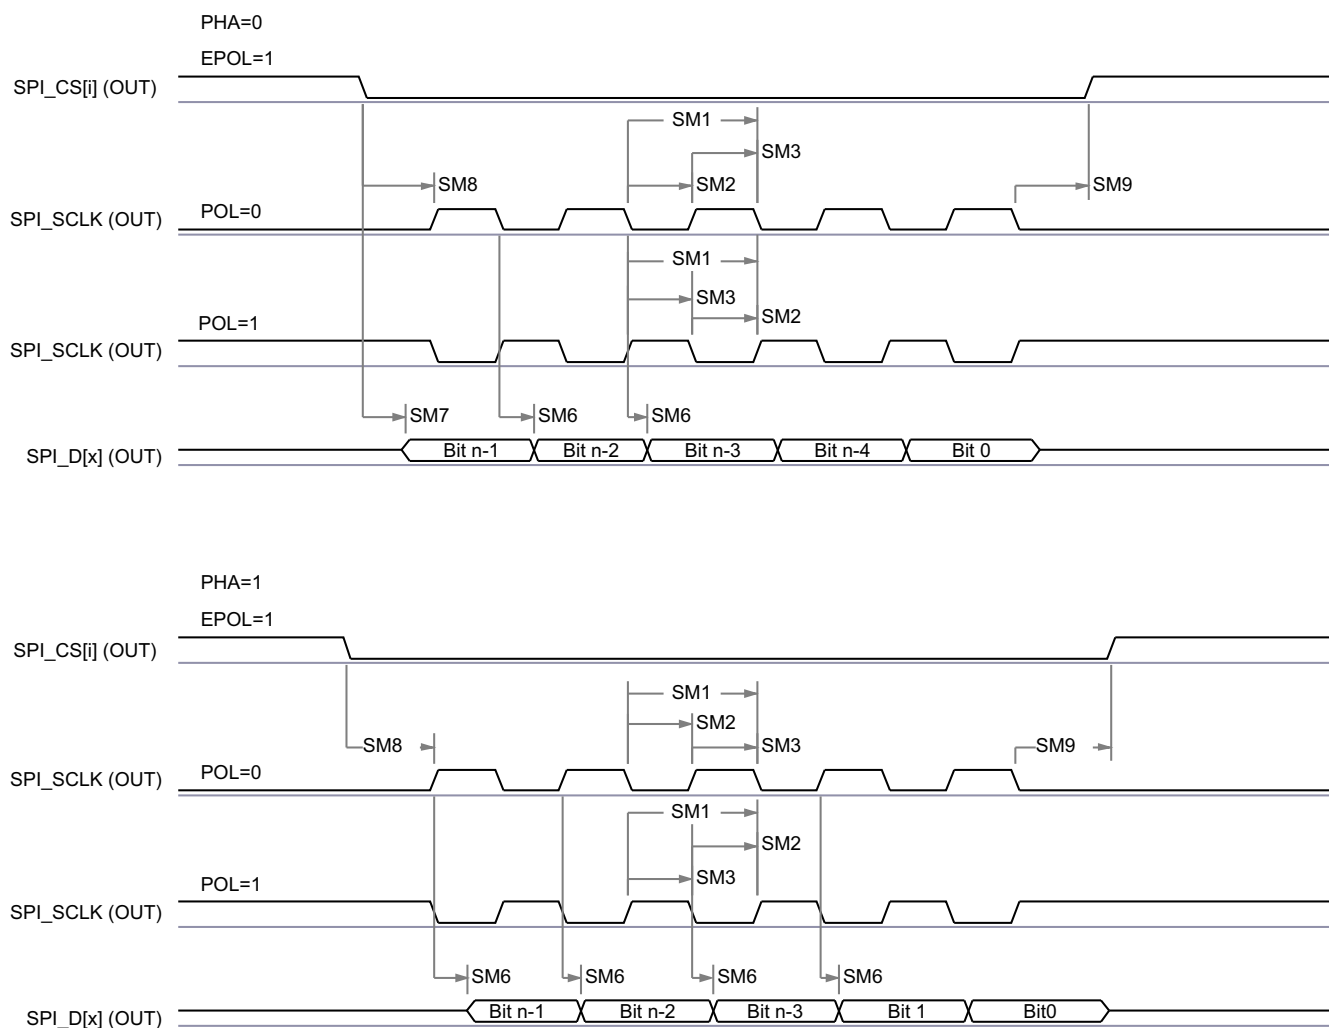 PHA=0
EPOL=1
SPI_CS[i] (OUT)
SM1
SM3
SM8
SM2
SM9
SPI_SCLK (OUT)
POL=0
SM1
SM3
SM2
POL=1
SPI_SCLK (OUT)
SM7
SM6
SM6
SPI_D[x] (OUT)
Bit n-1
Bit n-2
Bit n-3
Bit n-4
Bit 0
PHA=1
EPOL=1
SPI_CS[i] (OUT)
SM1
SM2
SM8
SM3
SM9
SPI_SCLK (OUT)
POL=0
SM1
SM2
SM3
POL=1
SPI_SCLK (OUT)
SM6
SM6
SM6
SM6
SPI_D[x] (OUT)
Bit n-1
Bit n-2
Bit n-3
Bit 1
Bit0